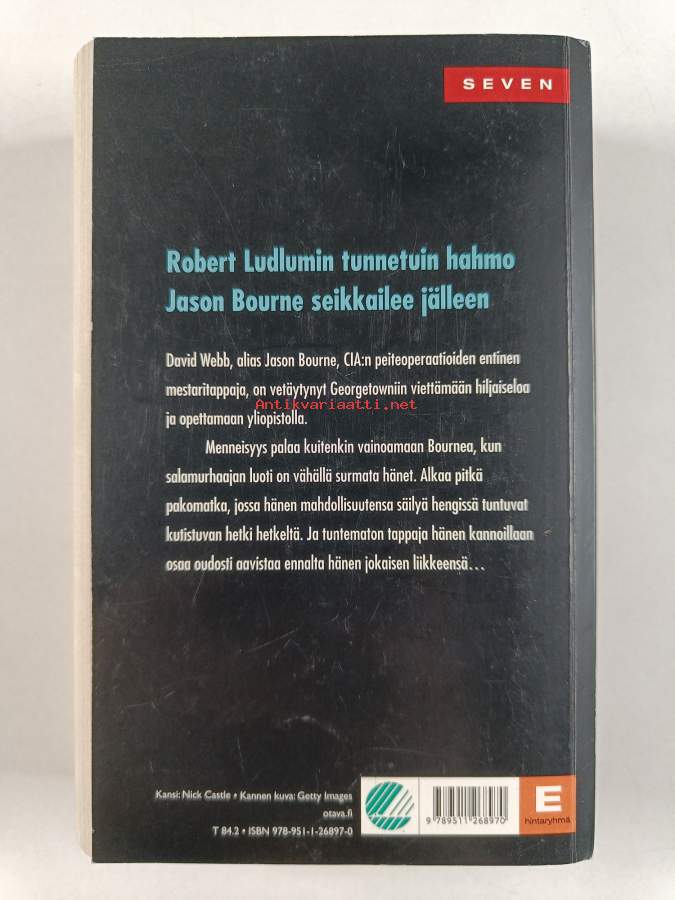 SEVEN
Robert Ludlumin tunnetuin hahmo
Jason Bourne seikkailee jälleen
David Webb, alias Jason Bourne, CIA:n peiteoperaatioiden entinen
mestaritappaja, on vetäytynyt Georgetowniin viettämään hiljaiseloa
Antikvariaatti.net
ja opettamaan yliopistolla.
Menneisyys palaa kuitenkin vainoamaan Bournea, kun
salamurhaajan luoti on vähällä surmata hänet. Alkaa pitkä
pakomatka, jossa hänen mahdollisuutensa säilyä hengissä tuntuvat
kutistuvan hetki hetkeltä. Ja tuntematon tappaja hänen kannoillaan
osaa oudosti aavistaa ennalta hänen jokaisen liikkeensä...
Kansi: Nick Castle • Kannen kuva: Getty Images
otava.fi
T 84.2 • ISBN 978-951-1-26897-0
9 789511 268970
E
hintaryhmä